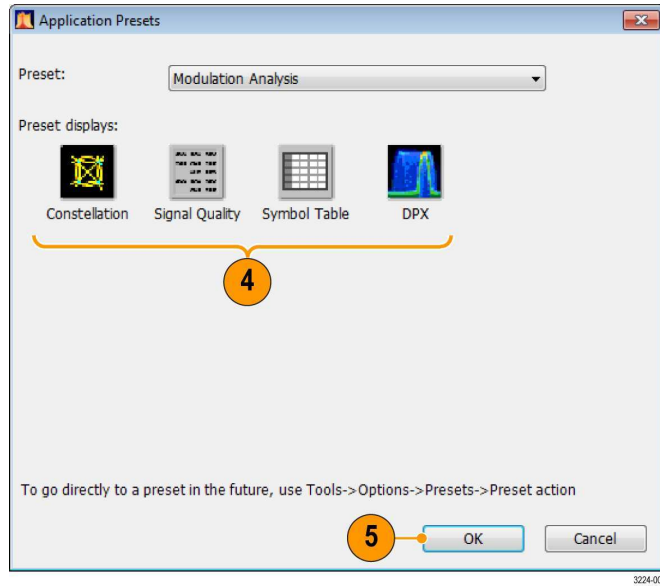 Application Presets
Preset:
Modulation Analysis
Preset displays:
Constellation
Signal Quality
Symbol Table
DPX
4
To go directly to a preset in the future, use Tools->Options->Presets->Preset action
5
OK
Cancel